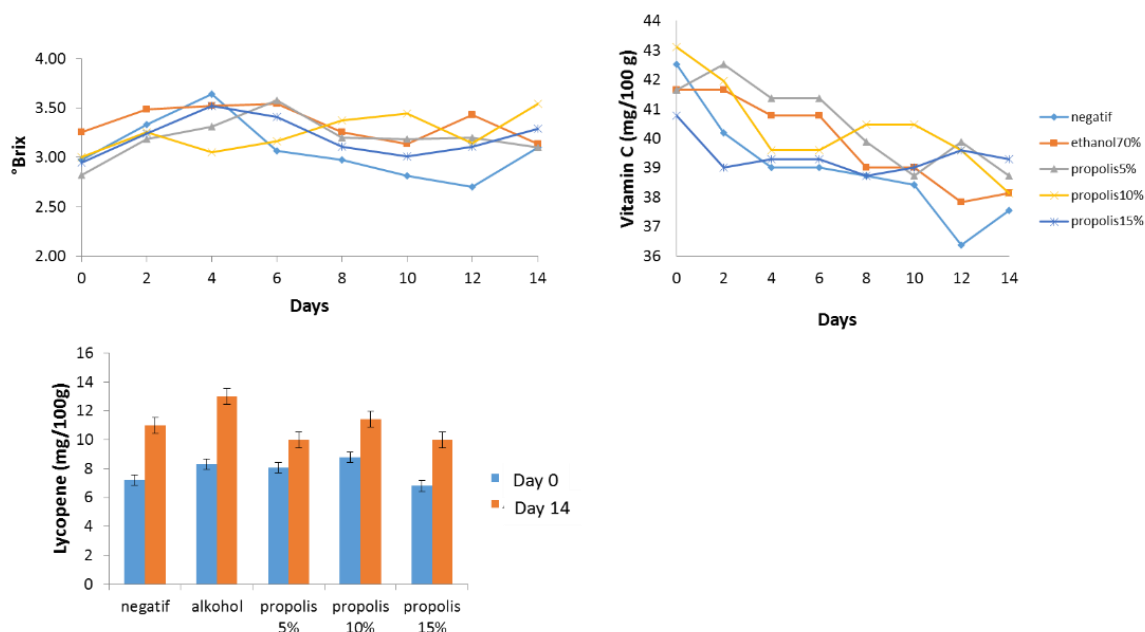 4.00
3.50
3.00
2.50
2.00
°Brix
0 2 4 6 8 10 12 14
Days
44
43
42
41
40
39
38
37
36
Vitamin C (mg/100 g)
0 2 4 6 8 10 12 14
Days
negatif
ethanol70%
propolis5%
propolis10%
propolis15%
16
14
12
10
8
6
4
2
0
Lycopene (mg/100g)
negatif alkohol propolis propolis propolis
5% 10% 15%
Day 0
Day 14